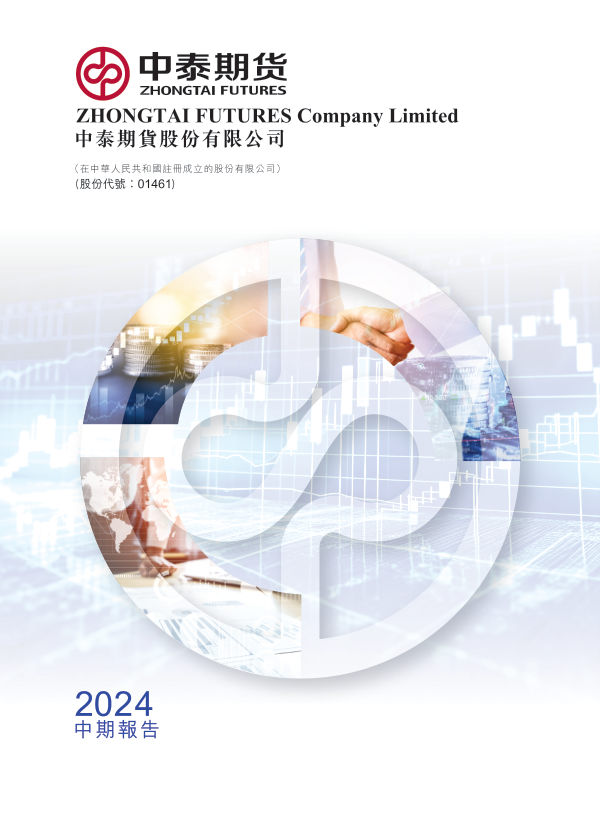 中泰期货
ZHONGTAI FUTURES
ZHONGTAI FUTURES Company Limited
中泰期貨股份有限公司
（在中華人民共和國註冊成立的股份有限公司）
(股份代號：01461)
2024
中期報告